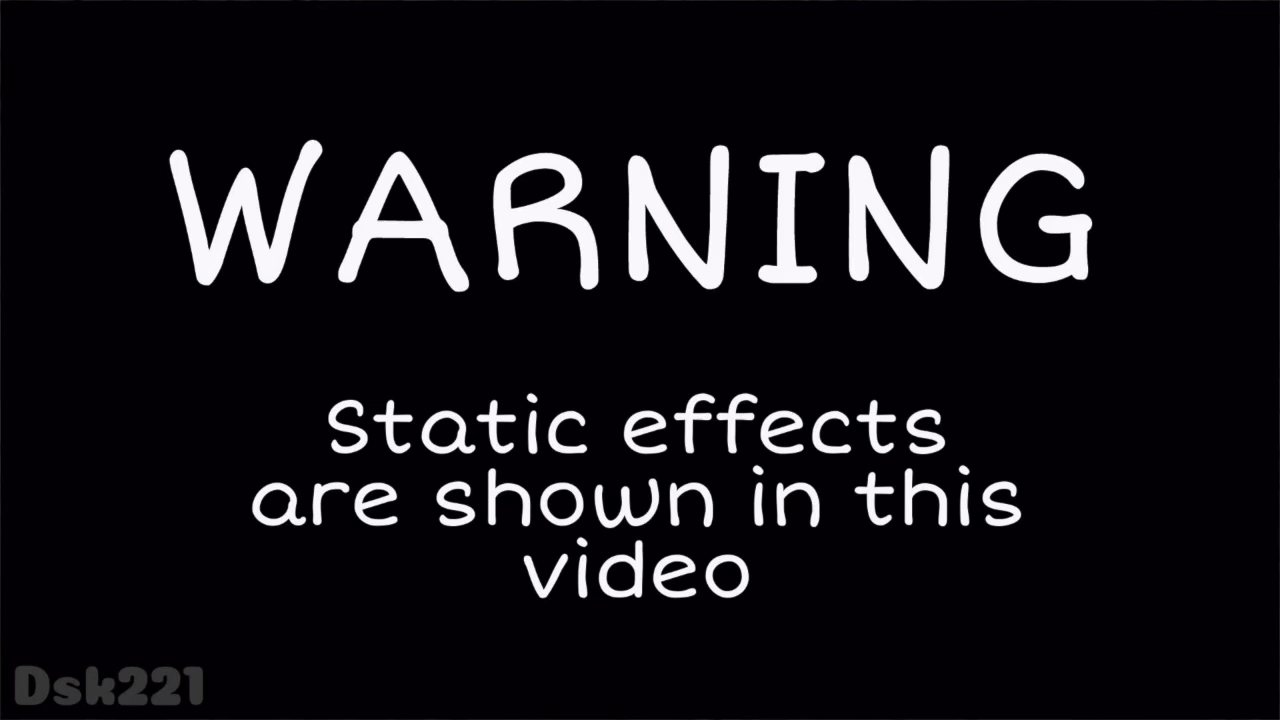 WARNING
Static effects
are shown in this
video
Dsk221